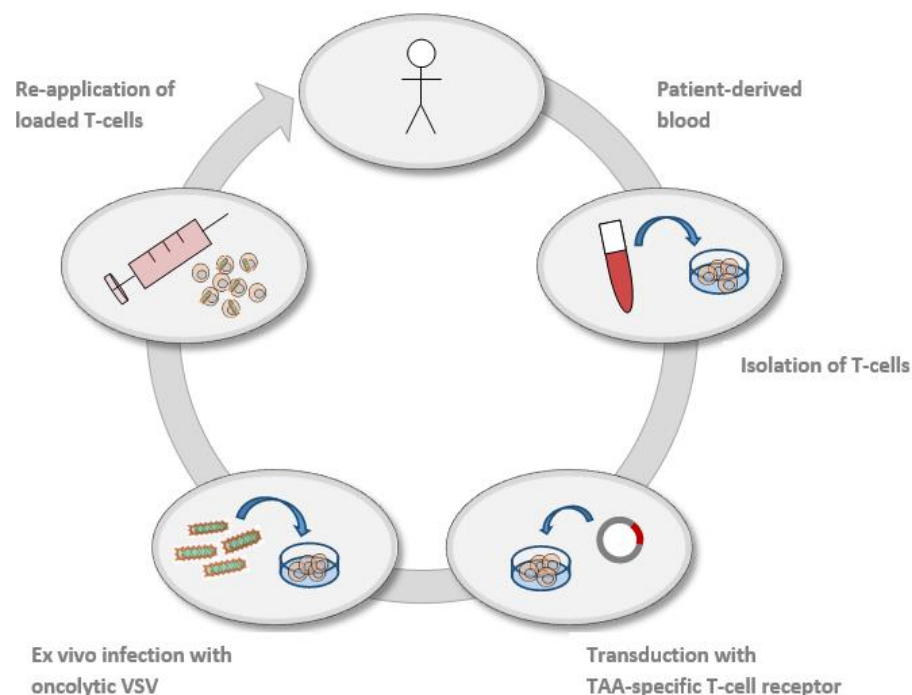 Re-application of
loaded T-cells
Patient-derived
blood
Isolation of T-cells
Ex vivo infection with
oncolytic VSV
Transduction with
TAA-specific T-cell receptor